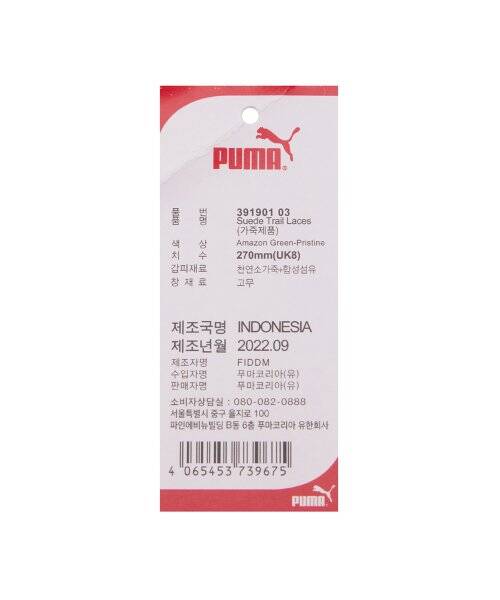 PUMA®
품 번 391901 03
품 명 Suede Trail Laces
(가죽제품)
색 상 Amazon Green-Pristine
치 수 270mm(UK8)
갑피재료 천연소가죽+합성섬유
창 재 료 고무
제조국명 INDONESIA
제조년월 2022.09
제조자명 FIDDM
수입자명 푸마코리아(유)
판매자명 푸마코리아(유)
소비자상담실 : 080-082-0888
서울특별시 중구 을지로 100
파인에비뉴빌딩 B동 6층 푸마코리아 유한회사
4 065453 739675
PUMA